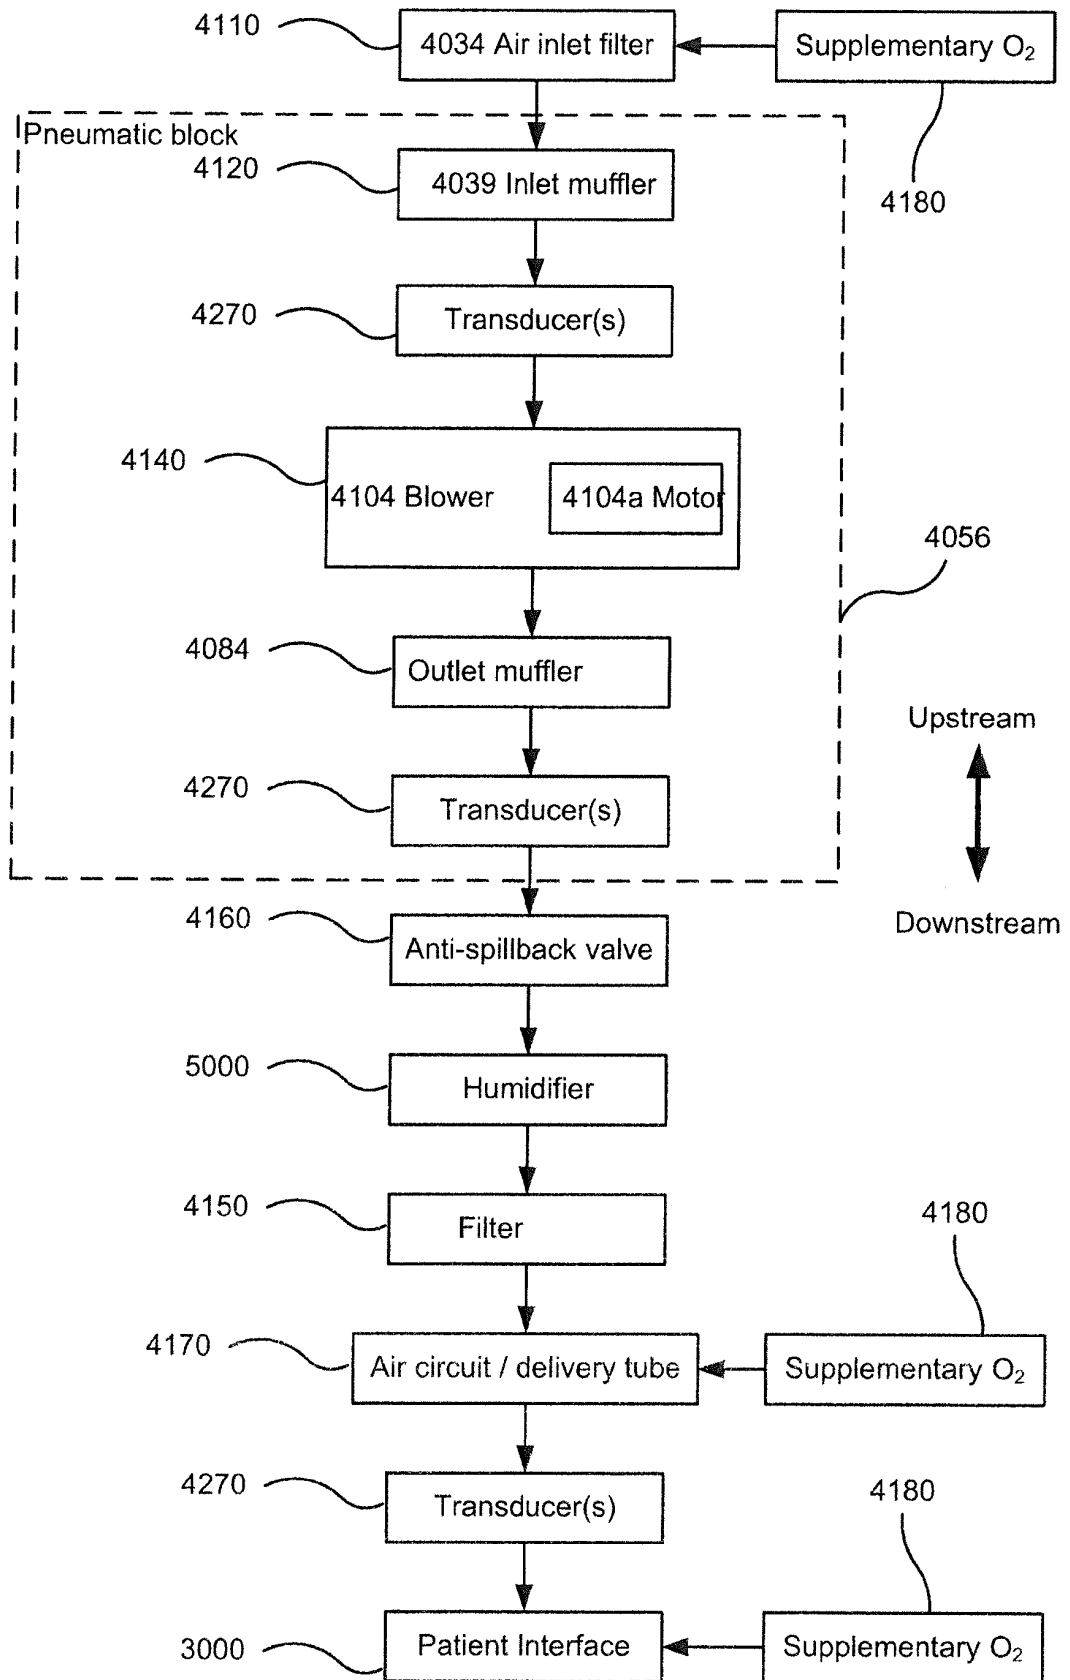 4110
4034 Air inlet filter
Supplementary O₂
4180
Pneumatic block
4120
4039 Inlet muffler
4270
Transducer(s)
4140
4104 Blower
4104a Motor
4056
4084
Outlet muffler
Upstream
4270
Transducer(s)
Downstream
4160
Anti-spillback valve
5000
Humidifier
4150
Filter
4180
4170
Air circuit / delivery tube
Supplementary O₂
4270
Transducer(s)
4180
3000
Patient Interface
Supplementary O₂